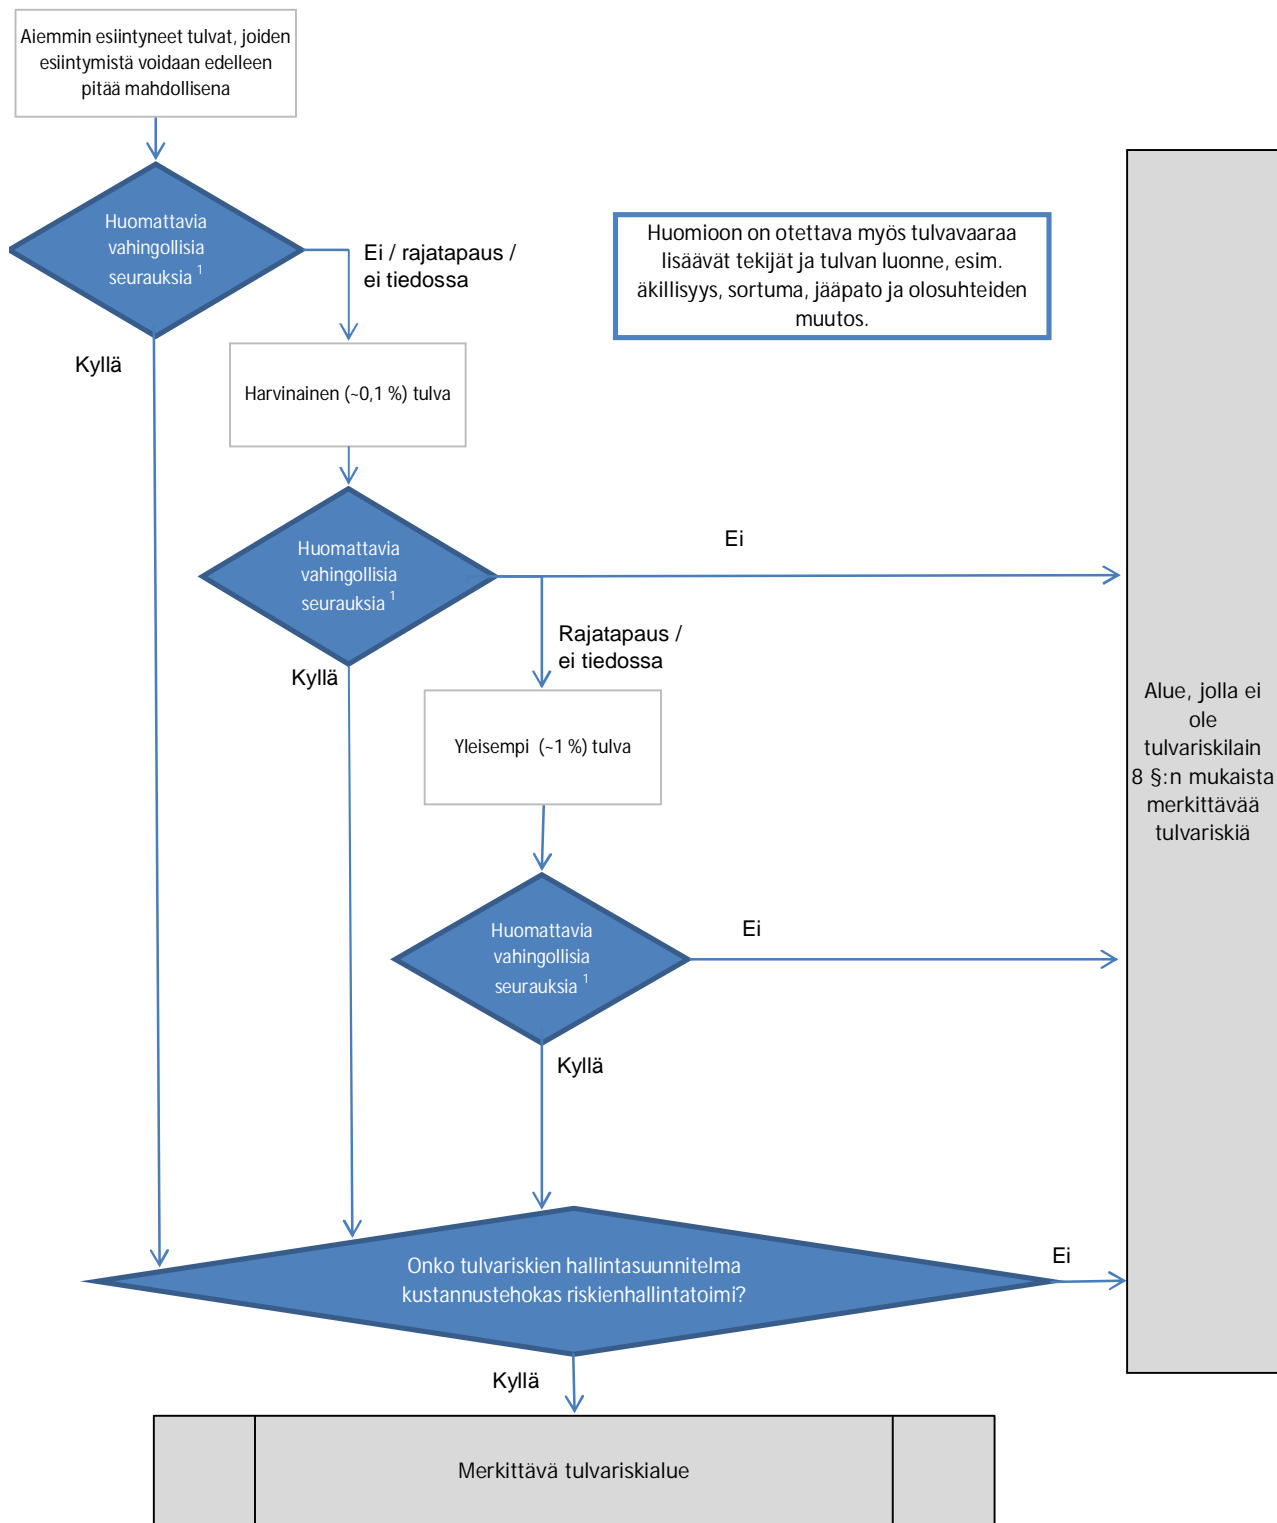 Aiemmin esiintyneet tulvat, joiden
esiintymistä voidaan edelleen
pitää mahdollisena
Huomattavia
vahingollisia
seurauksia 1
Ei / rajatapaus /
ei tiedossa
Huomioon on otettava myös tulvavaaraa
lisäävät tekijät ja tulvan luonne, esim.
äkillisyys, sortuma, jääpato ja olosuhteiden
muutos.
Kyllä
Harvinainen (~0,1 %) tulva
Huomattavia
vahingollisia
seurauksia 1
Ei
Rajatapaus /
ei tiedossa
Kyllä
Yleisempi (~1 %) tulva
Alue, jolla ei
ole
tulvariskilain
8 §:n mukaista
merkittävää
tulvariskiä
Huomattavia
vahingollisia
seurauksia 1
Ei
Kyllä
Onko tulvariskien hallintasuunnitelma
kustannustehokas riskienhallintatoimi?
Ei
Kyllä
Merkittävä tulvariskialue